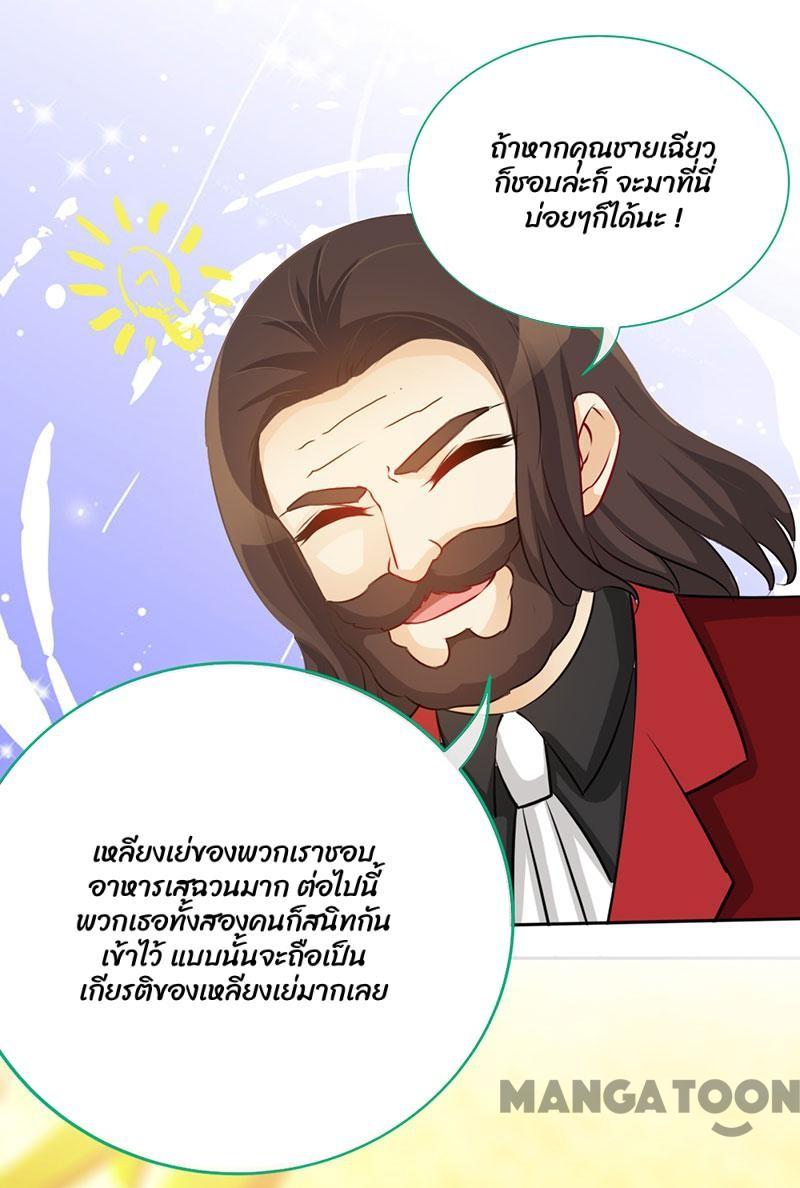 ถ้าหากคุณชายเฉียว
ก็ชอบล่ะก็ จะมาที่นี่
บ่อยๆก็ได้นะ !
เหลียงเย่ของพวกเราชอบ
อาหารเสฉวนมาก ต่อไปนี้
พวกเธอทั้งสองคนก็สนิทกัน
เข้าไว้ แบบนั้นจะถือเป็น
เกียรติของเหลียงเย่มากเลย
MANGATOON